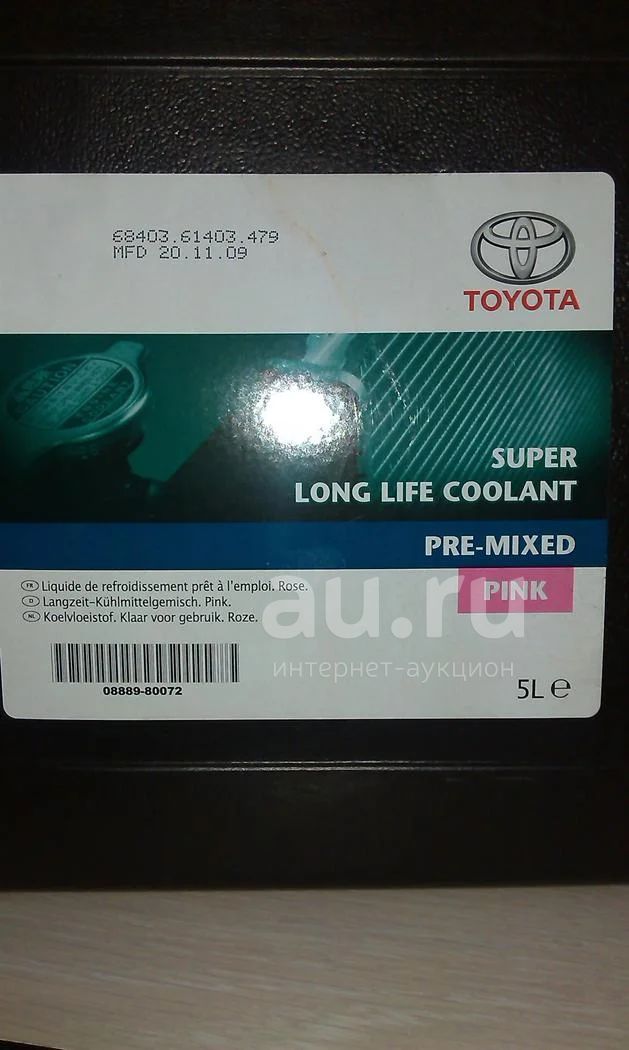 68403.61403.479
MFD 20.11.09
TOYOTA
SUPER
LONG LIFE COOLANT
PRE-MIXED
PINK
FR Liquide de refroidissement prêt à l'emploi. Rose.
D Langzeit-Kühlmittelgemisch. Pink.
NL Koelvloeistof. Klaar voor gebruik. Roze.
au.ru
интернет-аукцион
08889-80072
5L e